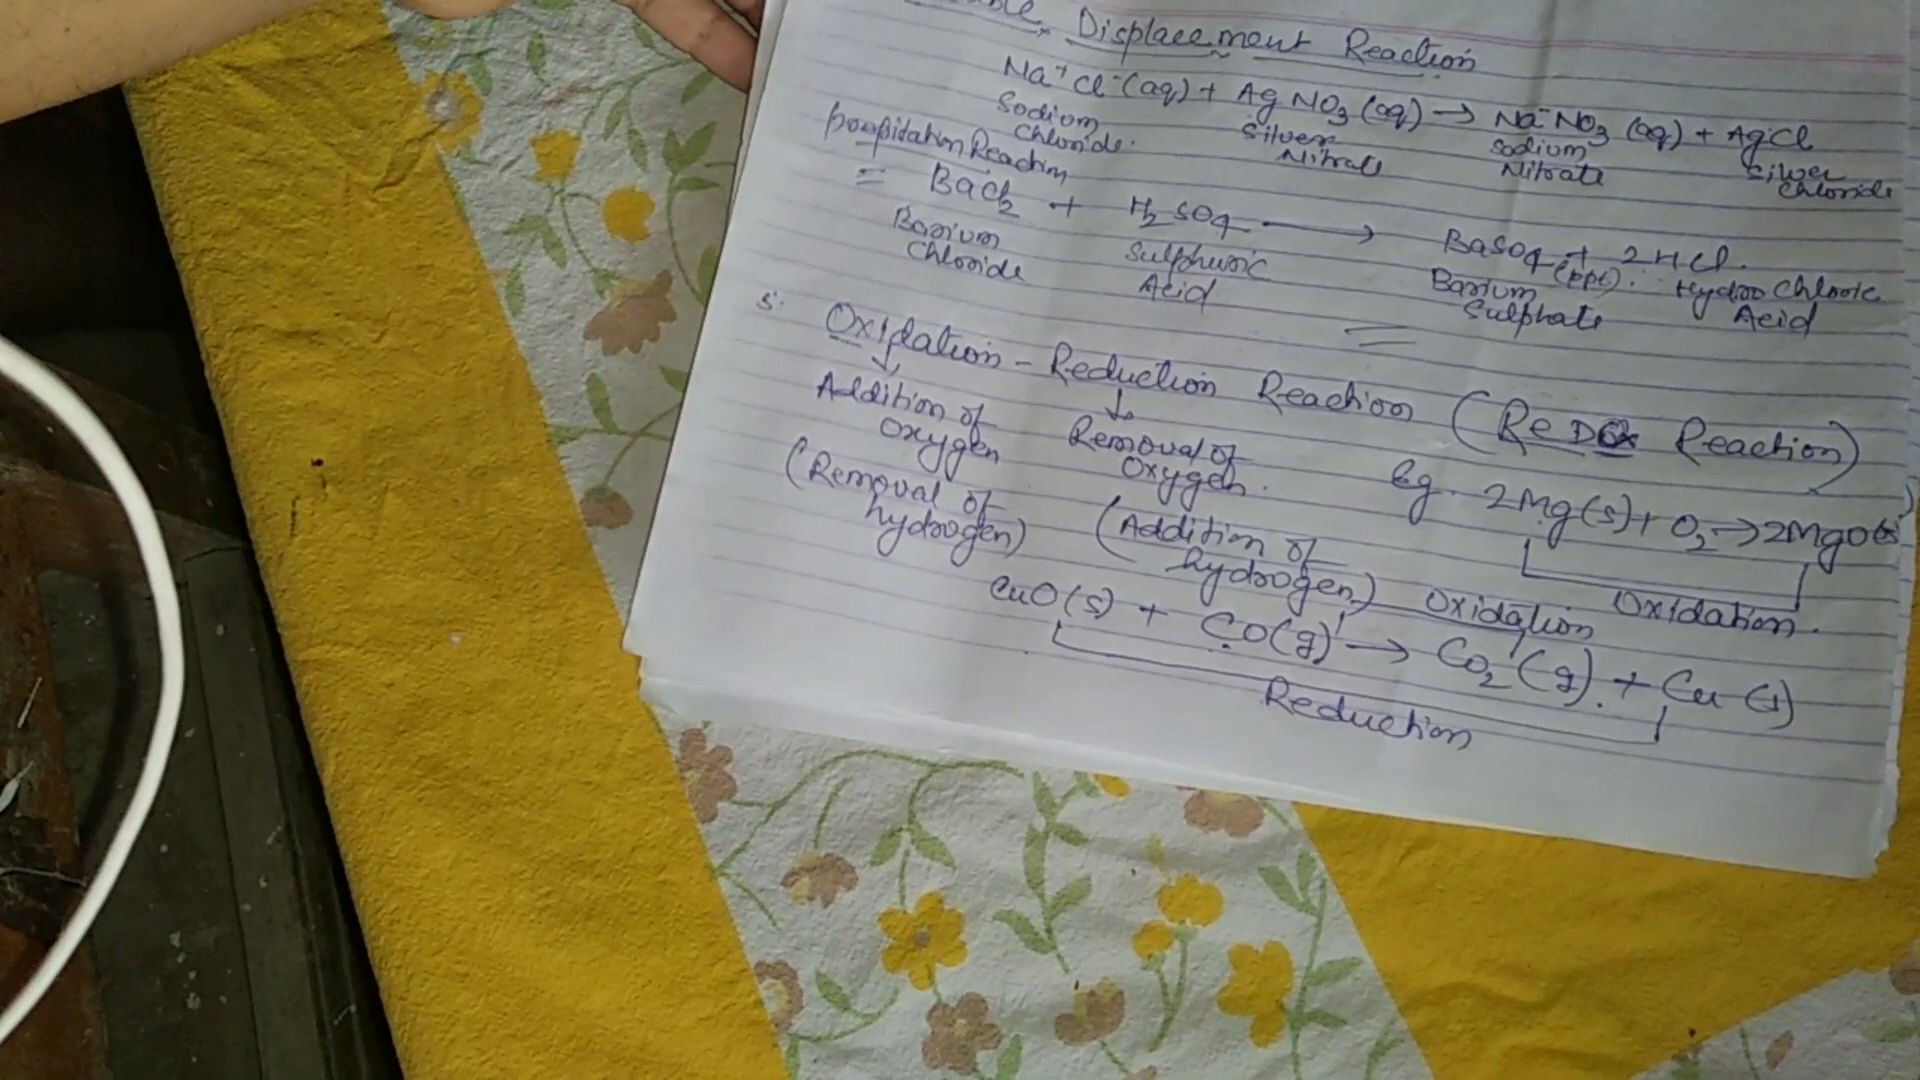 Displacement Reaction
Na⁺Cl⁻(aq) + AgNO₃(aq) → Na⁻NO₃(aq) + AgCl
Sodium Chloride. Silver Nitrate Sodium Nitrate Silver Chloride
Reaction
= BaCl₂ + H₂SO₄ ⟶ BaSO₄(ppt). + 2HCl.
Barium Chloride Sulphuric Acid Barium Sulphate Hydro Chloric Acid
5. Oxidation - Reduction Reaction (REDOX Reaction)
Addition of oxygen Removal of oxygen.
(Removal of hydrogen) (Addition of hydrogen)
Eg. 2Mg(s) + O₂ → 2MgO(s)
Oxidation.
Oxidation
CuO(s) + CO(g) → CO₂(g). + Cu(s)
Reduction